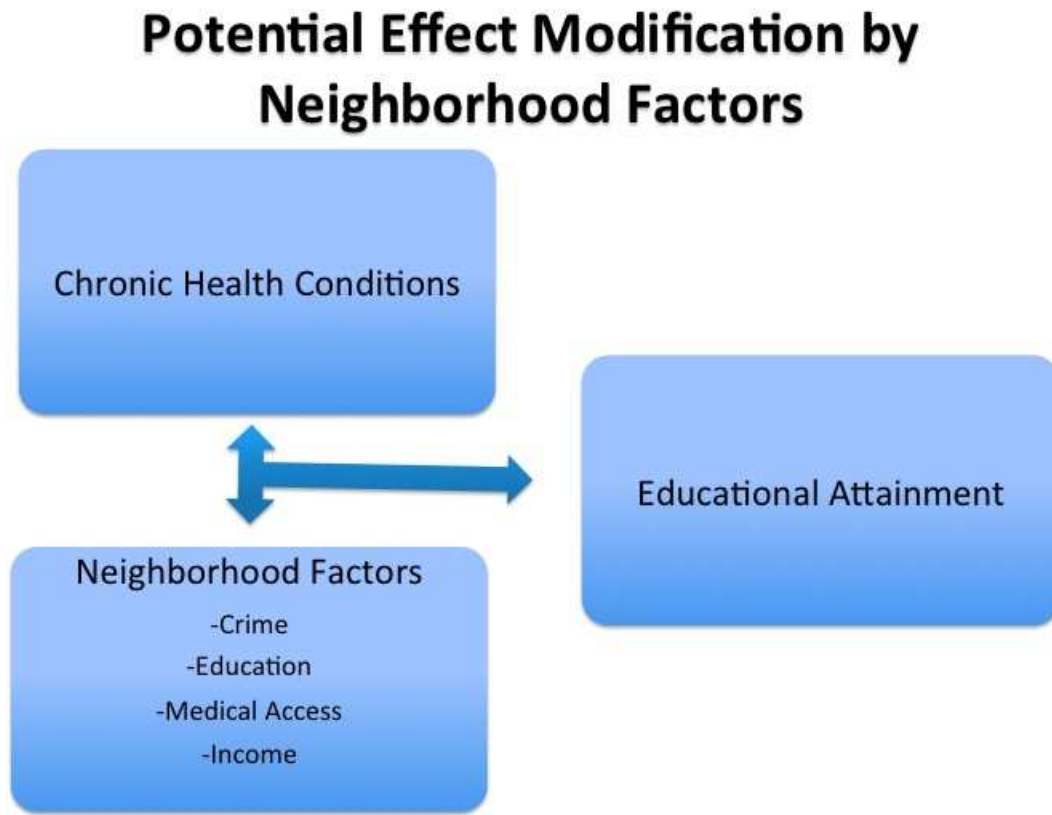 Potential Effect Modification by
Neighborhood Factors
Chronic Health Conditions
Educational Attainment
Neighborhood Factors
-Crime
-Education
-Medical Access
-Income